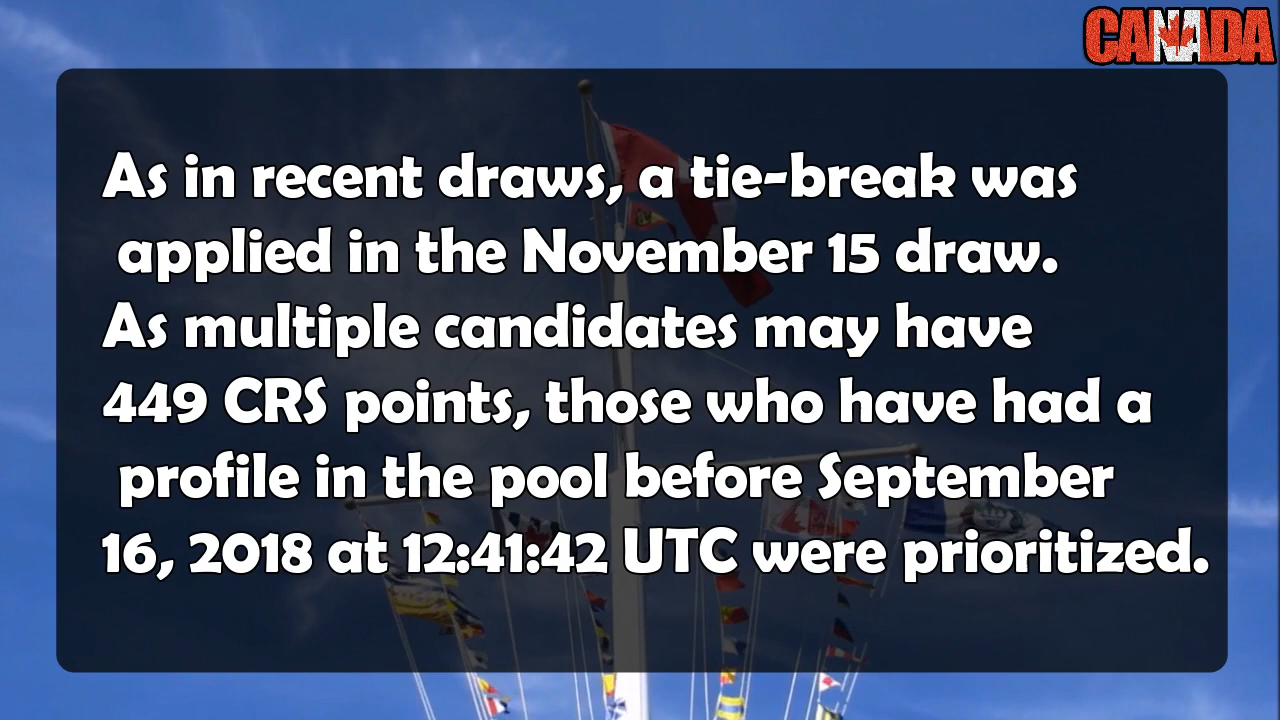 CANADA
As in recent draws, a tie-break was
applied in the November 15 draw.
As multiple candidates may have
449 CRS points, those who have had a
profile in the pool before September
16, 2018 at 12:41:42 UTC were prioritized.